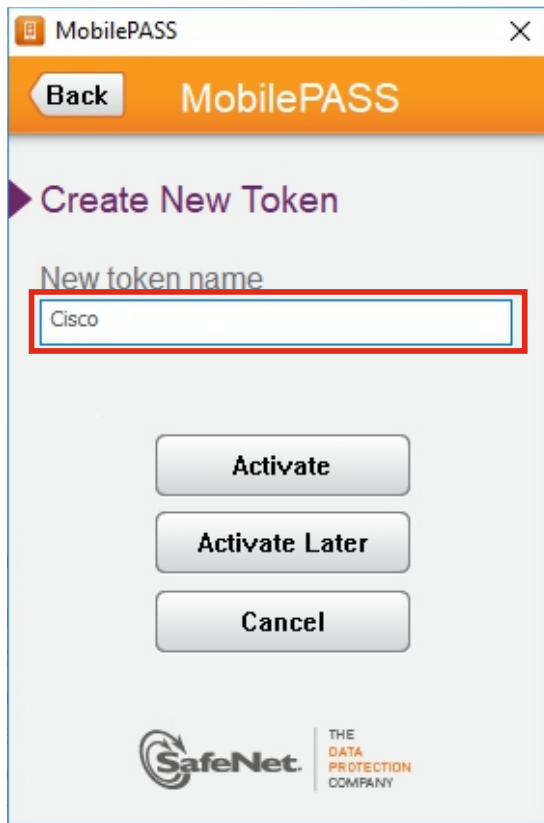 MobilePASS
Back
MobilePASS
Create New Token
New token name
Cisco
Activate
Activate Later
Cancel
SafeNet.
THE
DATA
PROTECTION
COMPANY